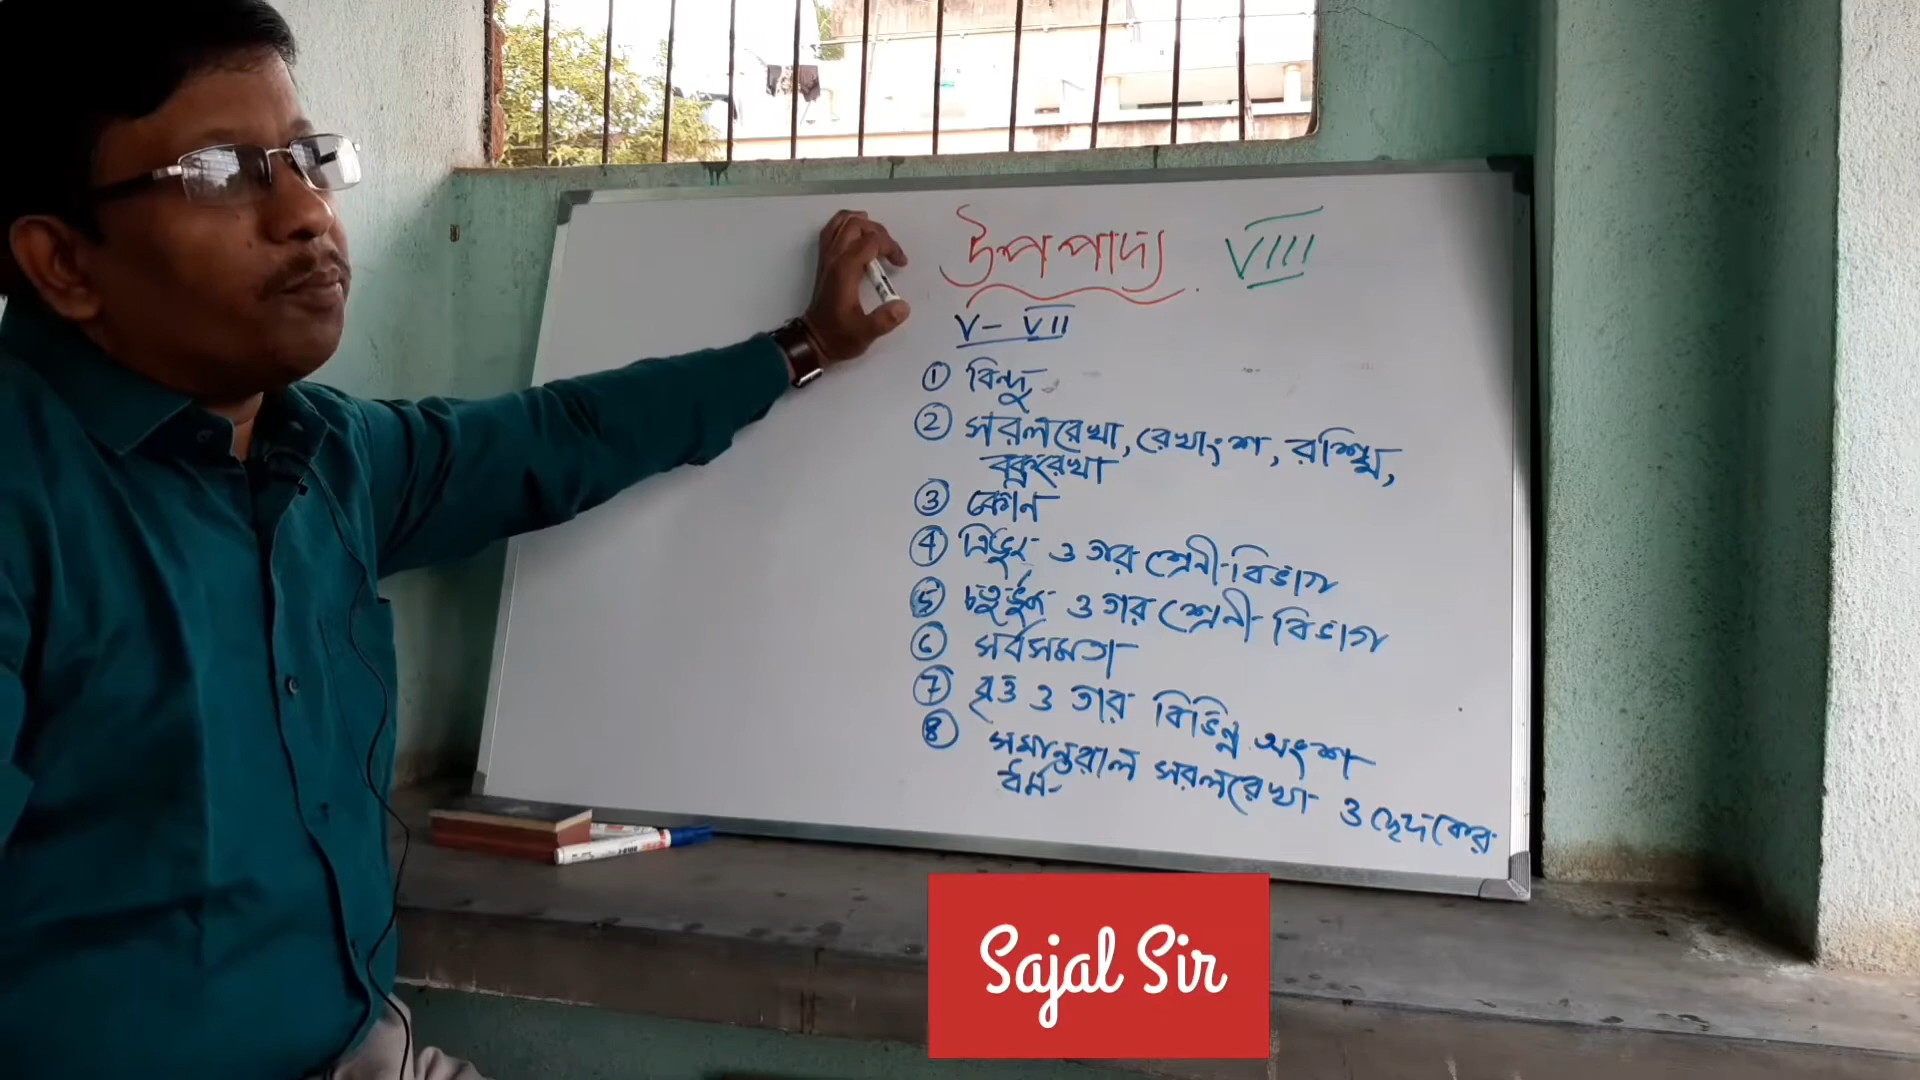 উপপাদ্য VIII
V - VII
① বিন্দু
② সরলরেখা, রেখাংশ, রশ্মি,
বক্ররেখা
③ কোন
④ ত্রিভুজ ও তার শ্রেনীবিভাগ
⑤ চতুর্ভুজ ও তার শ্রেনী বিভাগ
⑥ সর্বসমতা
⑦ বৃত্ত ও তার বিভিন্ন অংশ
⑧ সমান্তরাল সরলরেখা ও ছেদকের
ধর্ম
Sajal Sir